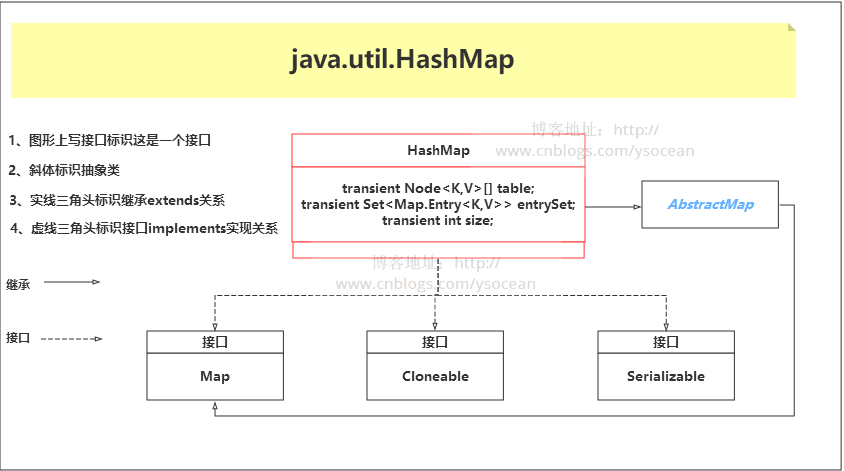 java.util.HashMap
1、图形上写接口标识这是一个接口
2、斜体标识抽象类
3、实线三角头标识继承extends关系
4、虚线三角头标识接口implements实现关系
继承
接口
博客地址：http://
www.cnblogs.com/ysocean
HashMap
transient Node<K,V>[] table;
transient Set<Map.Entry<K,V>> entrySet;
transient int size;
AbstractMap
博客地址：http://
www.cnblogs.com/ysocean
接口
Map
接口
Cloneable
接口
Serializable